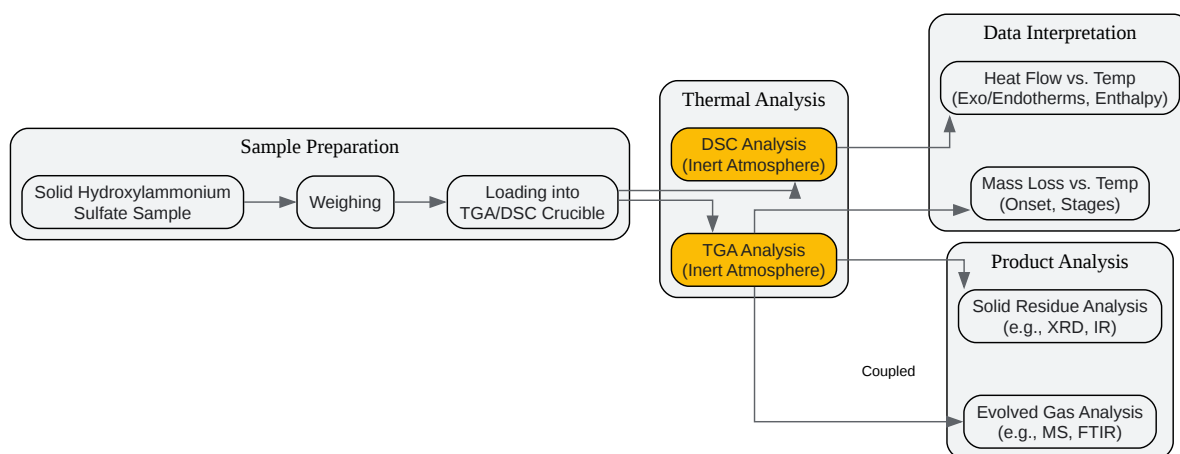 Sample Preparation
Solid Hydroxylammonium
Sulfate Sample
Weighing
Loading into
TGA/DSC Crucible
Thermal Analysis
DSC Analysis
(Inert Atmosphere)
TGA Analysis
(Inert Atmosphere)
Data Interpretation
Heat Flow vs. Temp
(Exo/Endotherms, Enthalpy)
Mass Loss vs. Temp
(Onset, Stages)
Product Analysis
Solid Residue Analysis
(e.g., XRD, IR)
Coupled
Evolved Gas Analysis
(e.g., MS, FTIR)